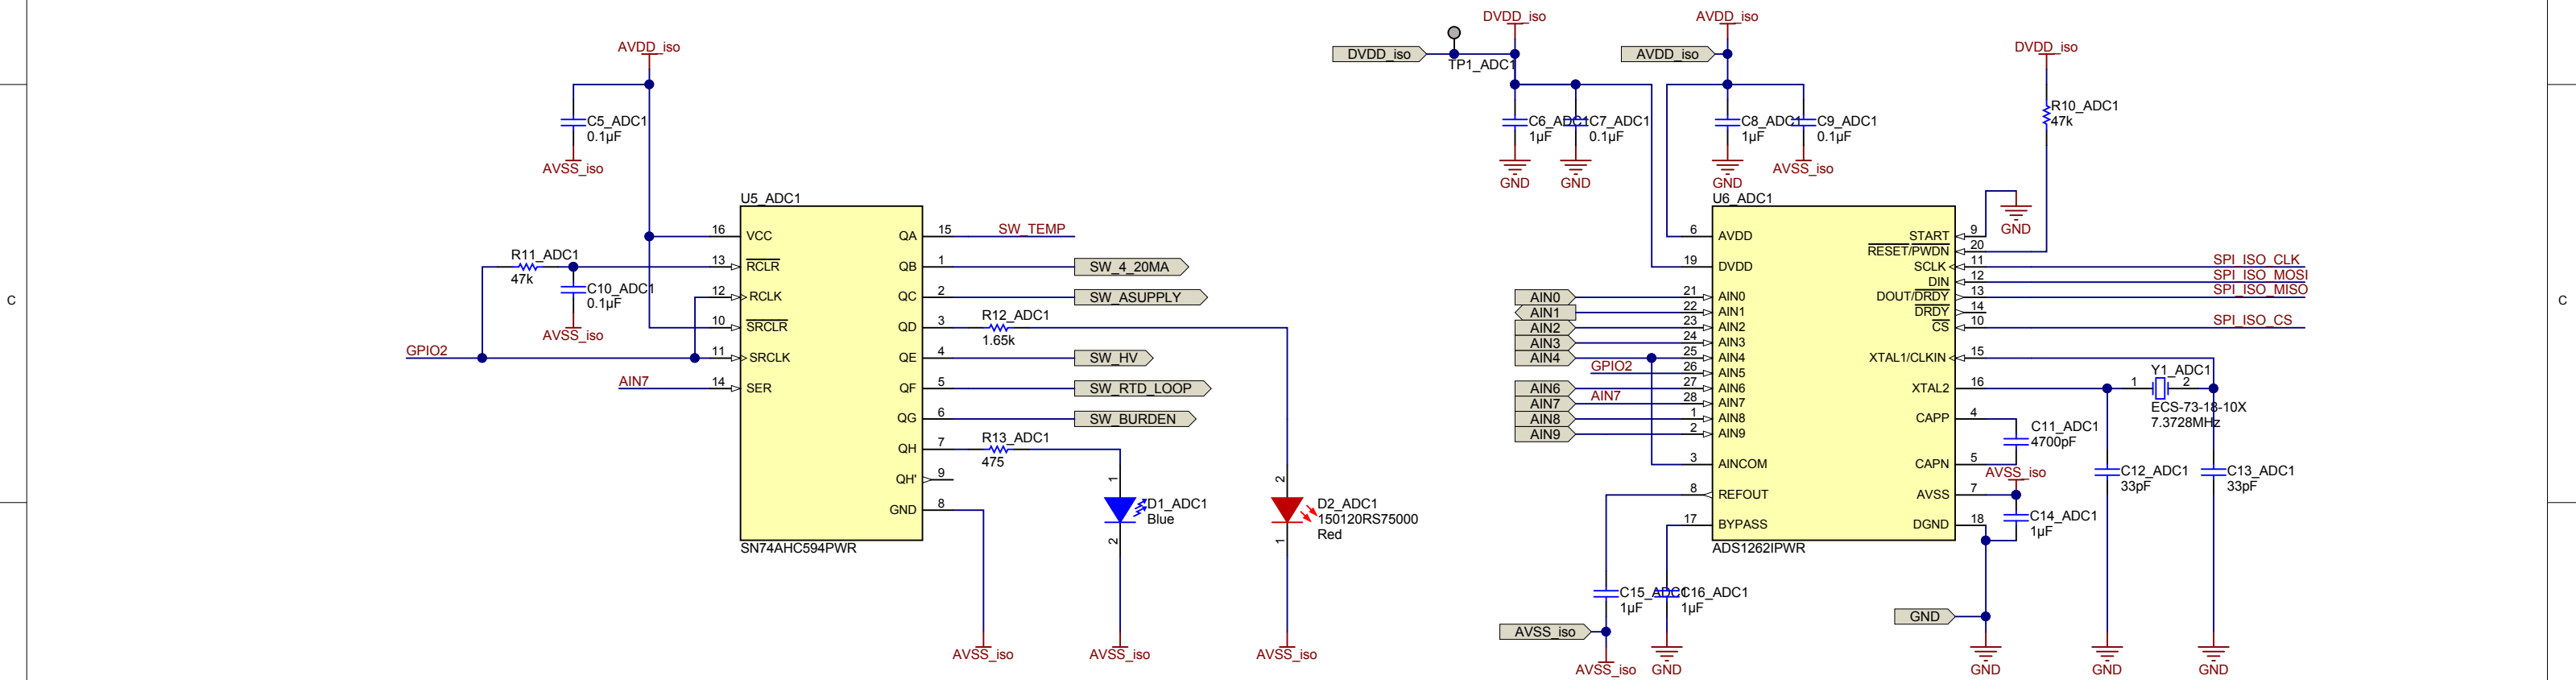 C
AVDD_iso
C5_ADC1
0.1µF
AVSS_iso
R11_ADC1
47k
C10_ADC1
0.1µF
AVSS_iso
GPIO2
AIN7
U5_ADC1
16 VCC
13 RCLR
12 RCLK
10 SRCLR
11 SRCLK
14 SER
QA 15 SW_TEMP
QB 1 SW_4_20MA
QC 2 SW_ASUPPLY
QD 3 R12_ADC1
1.65k
QE 4 SW_HV
QF 5 SW_RTD_LOOP
QG 6 SW_BURDEN
QH 7 R13_ADC1
475
QH' 9
GND 8
SN74AHC594PWR
1
D1_ADC1
Blue
2
2
D2_ADC1
150120RS75000
Red
1
AVSS_iso
AVSS_iso
AVSS_iso
DVDD_iso
DVDD_iso
TP1_ADC1
C6_ADC1
1µF
C7_ADC1
0.1µF
GND
GND
AVDD_iso
AVDD_iso
C8_ADC1
1µF
C9_ADC1
0.1µF
GND
AVSS_iso
DVDD_iso
R10_ADC1
47k
GND
U6_ADC1
6 AVDD
19 DVDD
AIN0 21 AIN0
AIN1 22 AIN1
AIN2 23 AIN2
AIN3 24 AIN3
AIN4 25 AIN4
GPIO2 26 AIN5
AIN6 27 AIN6
AIN7 AIN7 28 AIN7
AIN8 1 AIN8
AIN9 2 AIN9
3 AINCOM
8 REFOUT
17 BYPASS
START 9
RESET/PWDN 20
SCLK 11 SPI_ISO_CLK
DIN 12 SPI_ISO_MOSI
DOUT/DRDY 13 SPI_ISO_MISO
DRDY 14
CS 10 SPI_ISO_CS
XTAL1/CLKIN 15
XTAL2 16
CAPP 4
CAPN 5
AVSS 7
DGND 18
ADS1262IPWR
Y1_ADC1
1 2
ECS-73-18-10X
7.3728MHz
C11_ADC1
4700pF
AVSS_iso
C12_ADC1
33pF
C13_ADC1
33pF
C14_ADC1
1µF
C15_ADC1
1µF
C16_ADC1
1µF
AVSS_iso
AVSS_iso
GND
GND
GND
GND
GND
C